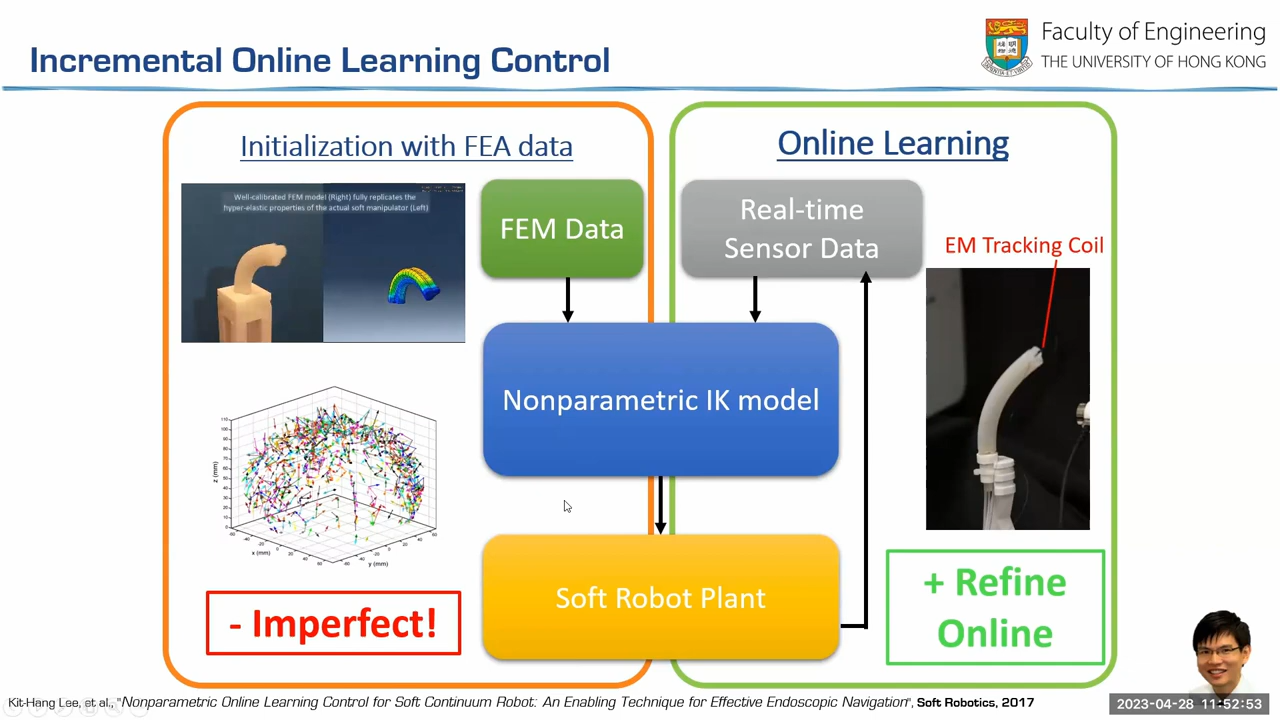 Incremental Online Learning Control
Faculty of Engineering
THE UNIVERSITY OF HONG KONG
Initialization with FEA data
Well-calibrated FEM model (Right) fully replicates the
hyper-elastic properties of the actual soft manipulator (Left)
FEM Data
Online Learning
Real-time
Sensor Data
EM Tracking Coil
Nonparametric IK model
z (mm)
x (mm)
y (mm)
Soft Robot Plant
- Imperfect!
+ Refine
Online
Kit-Hang Lee, et al., "Nonparametric Online Learning Control for Soft Continuum Robot: An Enabling Technique for Effective Endoscopic Navigation", Soft Robotics, 2017
2023-04-28 11:52:53